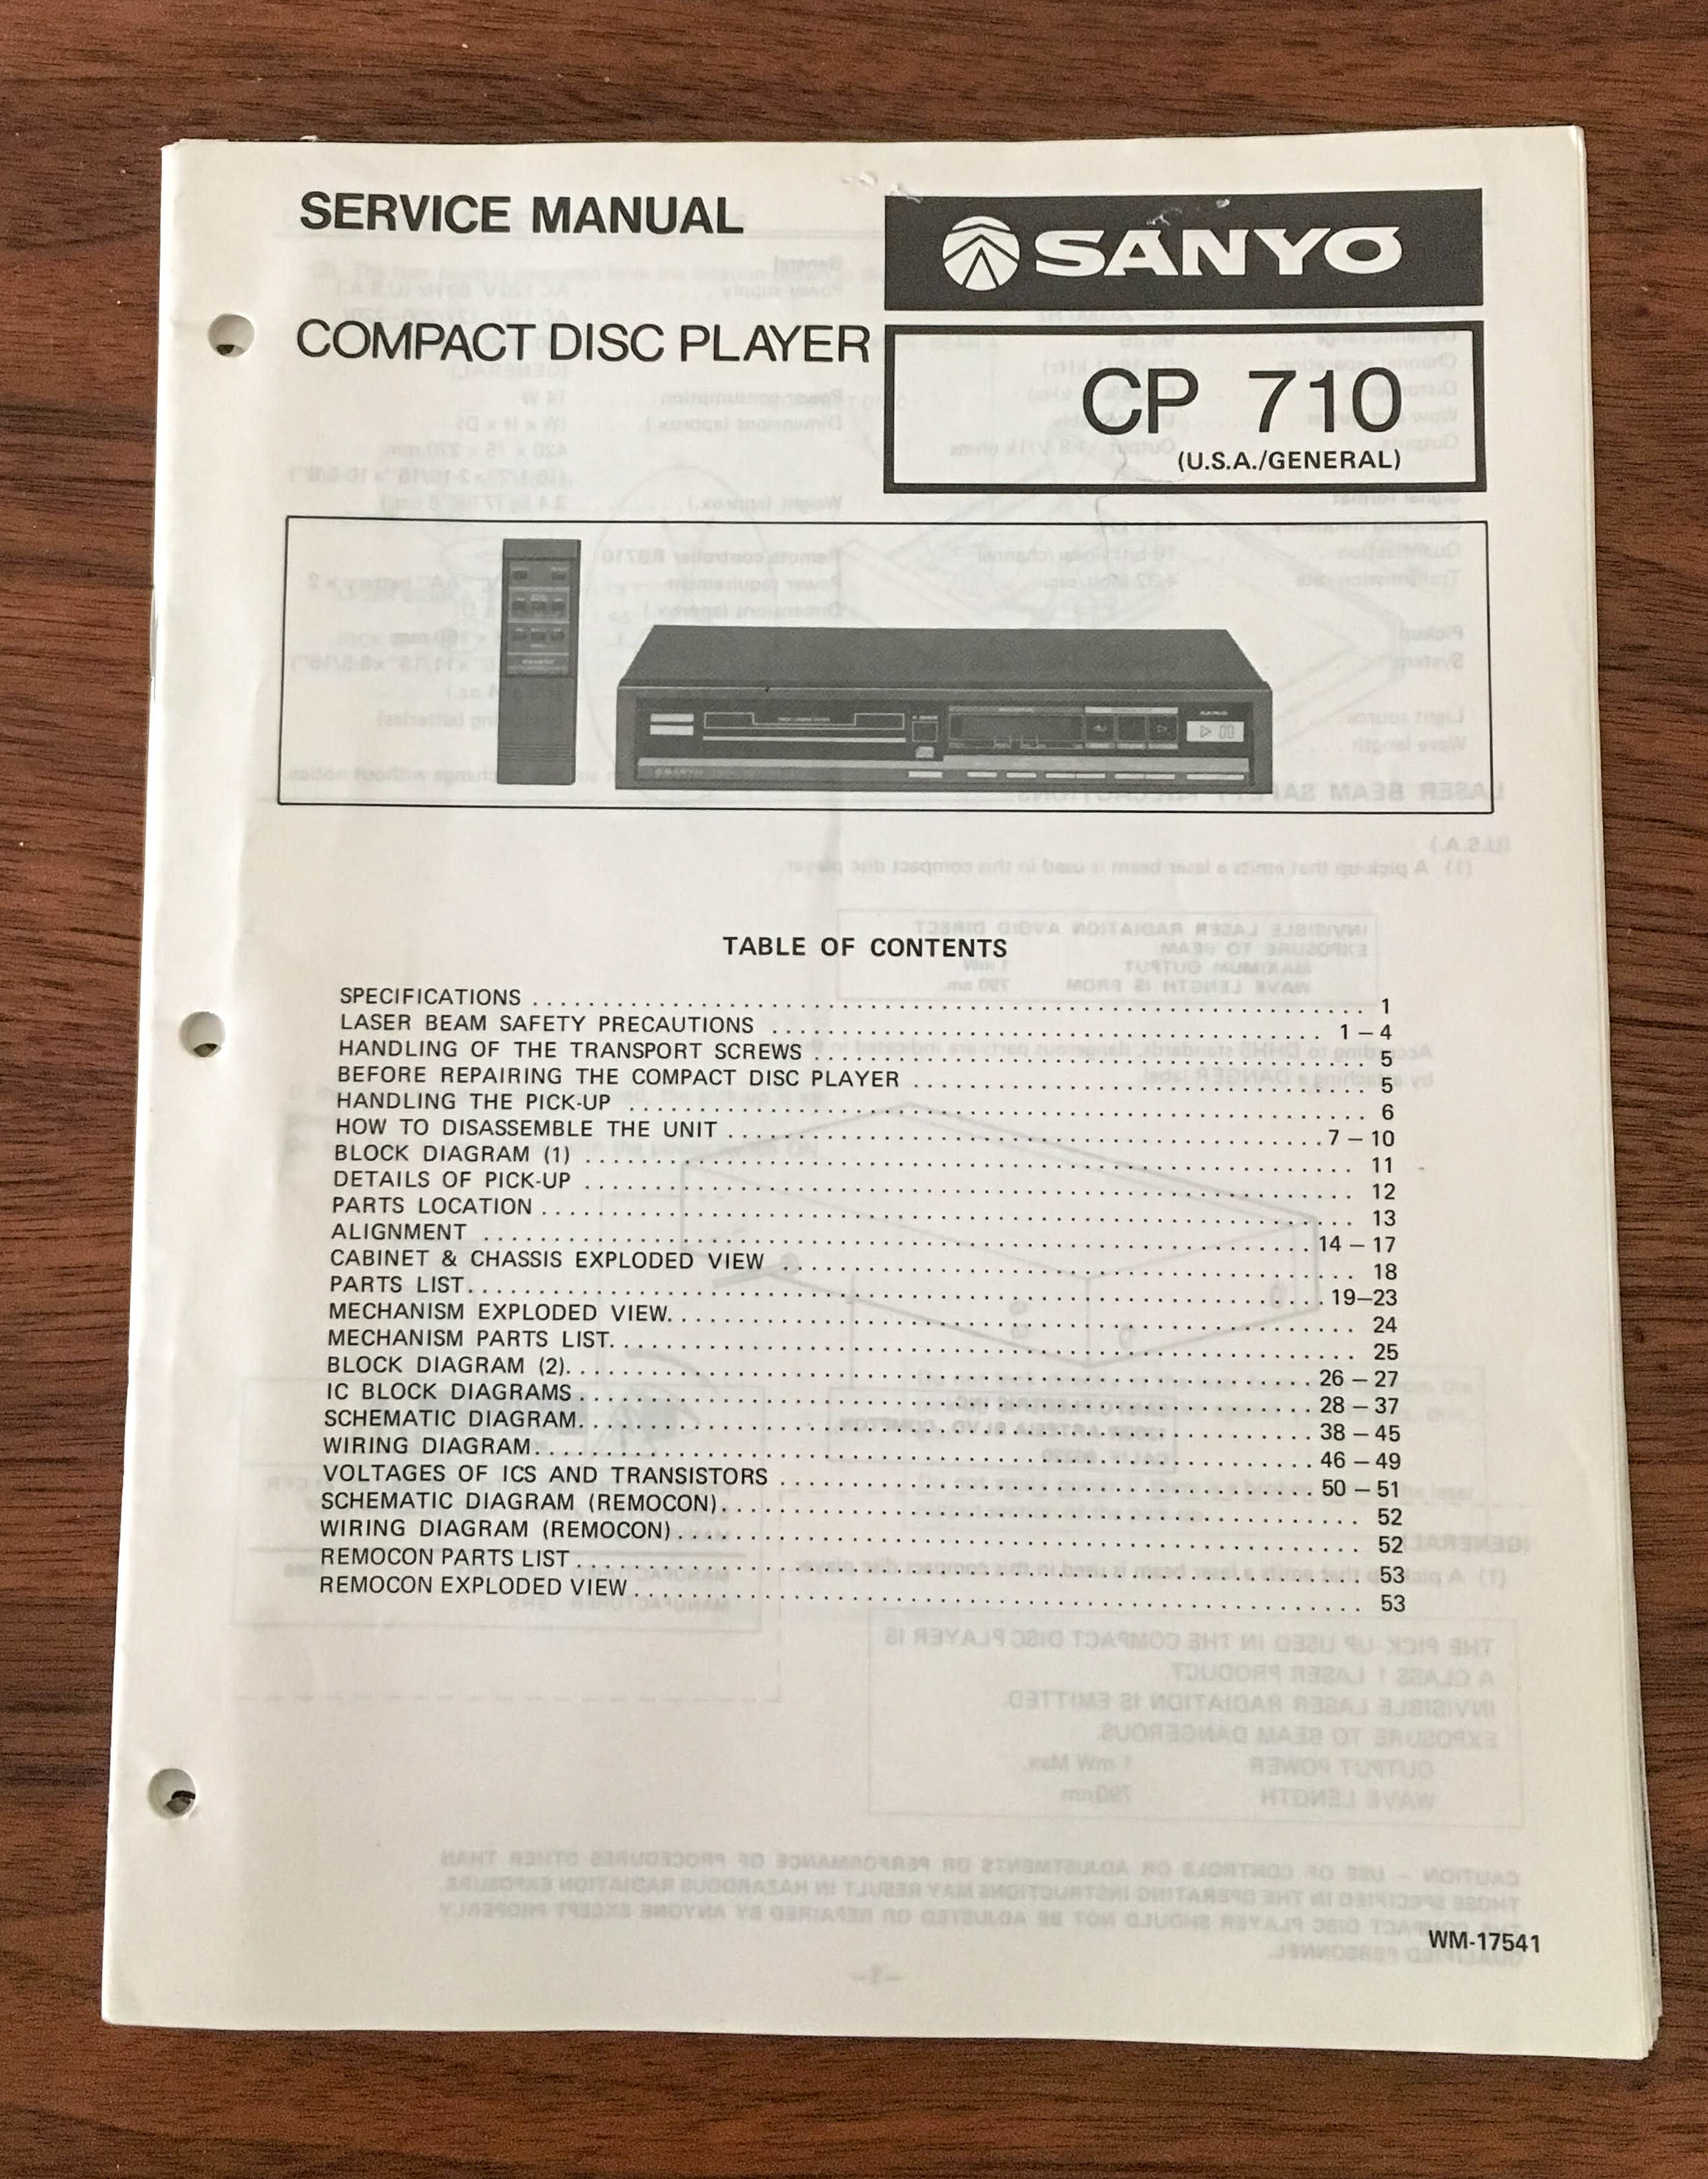 SERVICE MANUAL
SANYO
COMPACT DISC PLAYER
CP 710
(U.S.A./GENERAL)
TABLE OF CONTENTS
SPECIFICATIONS . . . . . . . . . . 1
LASER BEAM SAFETY PRECAUTIONS . . . . . . . . . . 1 – 4
HANDLING OF THE TRANSPORT SCREWS . . . . . . . . . . 5
BEFORE REPAIRING THE COMPACT DISC PLAYER . . . . . . . . . . 5
HANDLING THE PICK-UP . . . . . . . . . . 6
HOW TO DISASSEMBLE THE UNIT . . . . . . . . . . 7 – 10
BLOCK DIAGRAM (1) . . . . . . . . . . 11
DETAILS OF PICK-UP . . . . . . . . . . 12
PARTS LOCATION . . . . . . . . . . 13
ALIGNMENT . . . . . . . . . . 14 – 17
CABINET & CHASSIS EXPLODED VIEW . . . . . . . . . . 18
PARTS LIST . . . . . . . . . . 19–23
MECHANISM EXPLODED VIEW . . . . . . . . . . 24
MECHANISM PARTS LIST . . . . . . . . . . 25
BLOCK DIAGRAM (2) . . . . . . . . . . 26 – 27
IC BLOCK DIAGRAMS . . . . . . . . . . 28 – 37
SCHEMATIC DIAGRAM . . . . . . . . . . 38 – 45
WIRING DIAGRAM . . . . . . . . . . 46 – 49
VOLTAGES OF ICS AND TRANSISTORS . . . . . . . . . . 50 – 51
SCHEMATIC DIAGRAM (REMOCON) . . . . . . . . . . 52
WIRING DIAGRAM (REMOCON) . . . . . . . . . . 52
REMOCON PARTS LIST . . . . . . . . . . 53
REMOCON EXPLODED VIEW . . . . . . . . . . 53
WM-17541